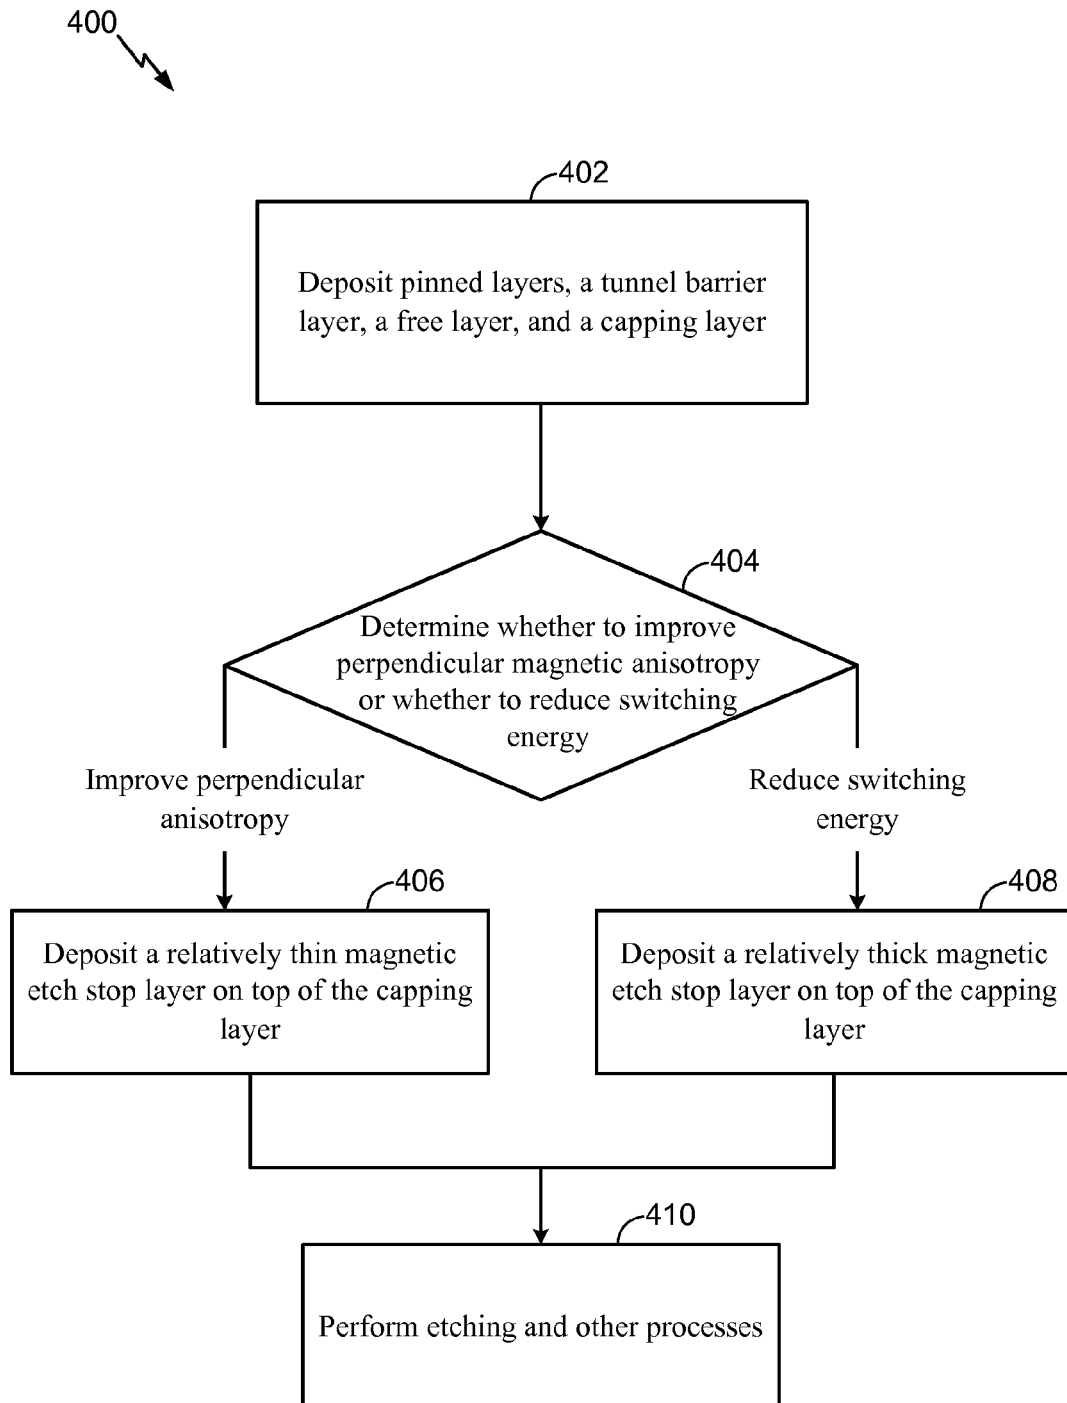 400
402
Deposit pinned layers, a tunnel barrier
layer, a free layer, and a capping layer
404
Determine whether to improve
perpendicular magnetic anisotropy
or whether to reduce switching
energy
Improve perpendicular
anisotropy
Reduce switching
energy
406
Deposit a relatively thin magnetic
etch stop layer on top of the capping
layer
408
Deposit a relatively thick magnetic
etch stop layer on top of the capping
layer
410
Perform etching and other processes